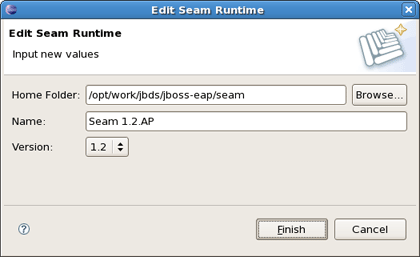 Edit Seam Runtime
Edit Seam Runtime
Input new values
Home Folder: /opt/work/jbds/jboss-eap/seam Browse...
Name: Seam 1.2.AP
Version: 1.2
? Finish Cancel